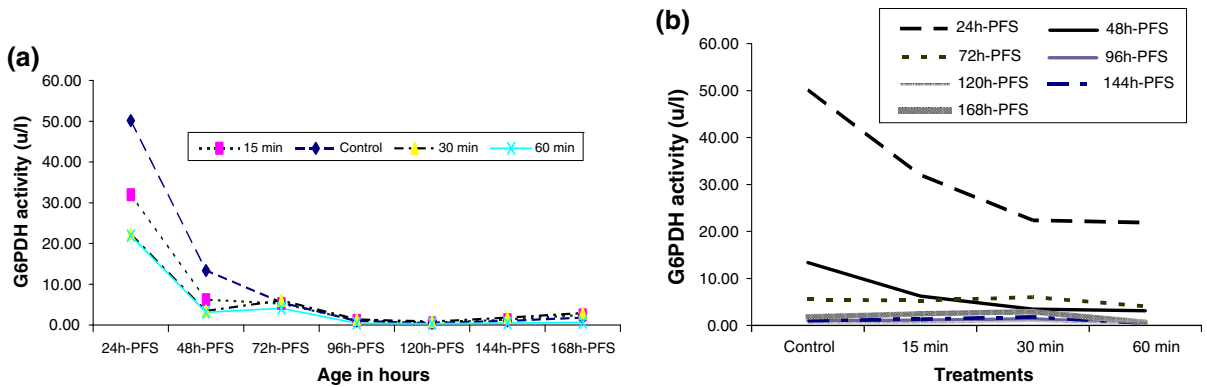 (a)
G6PDH activity (u/l)
60.00
50.00
40.00
30.00
20.00
10.00
0.00
15 min Control 30 min 60 min
24h-PFS 48h-PFS 72h-PFS 96h-PFS 120h-PFS 144h-PFS 168h-PFS
Age in hours
(b)
24h-PFS 48h-PFS
72h-PFS 96h-PFS
120h-PFS 144h-PFS
168h-PFS
G6PDH activity (u/l)
60.00
50.00
40.00
30.00
20.00
10.00
0.00
Control 15 min 30 min 60 min
Treatments